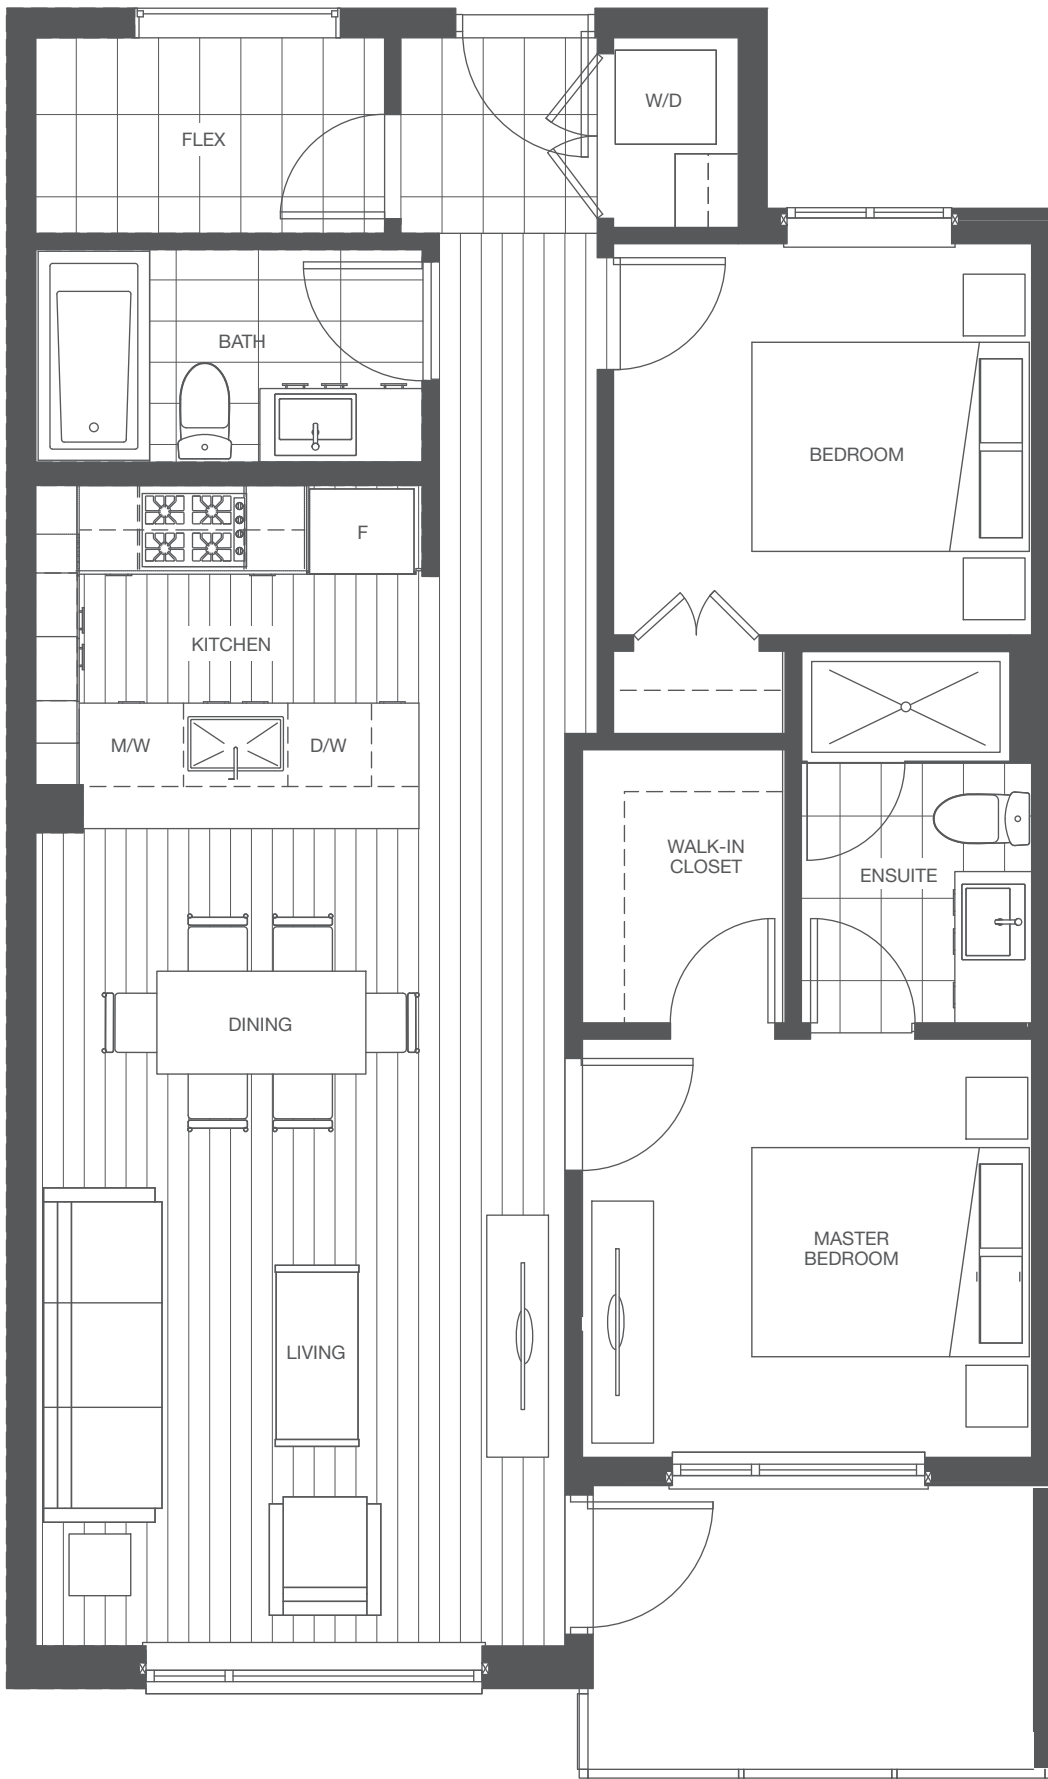 W/D
FLEX
BATH
BEDROOM
F
KITCHEN
M/W
D/W
WALK-IN
CLOSET
ENSUITE
DINING
MASTER
BEDROOM
LIVING